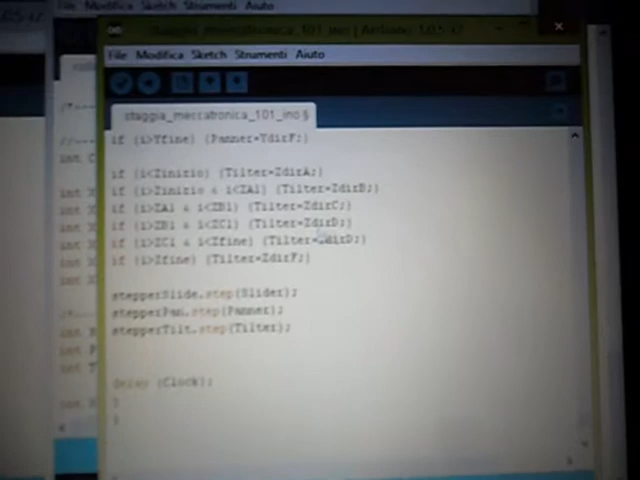 File Modifica Sketch Strumenti Aiuto
staggia_meccatronica_101_ino §
if (i>Yfine) {Panner=YdirF;}
if (i<Zinizio) {Tilter=ZdirA;}
if (i>Zinizio & i<ZA1) {Tilter=ZdirB;}
if (i>ZA1 & i<ZB1) {Tilter=ZdirC;}
if (i>ZB1 & i<ZC1) {Tilter=ZdirD;}
if (i>ZC1 & i<Zfine) {Tilter=ZdirD;}
if (i>Zfine) {Tilter=ZdirF;}
stepperSlide.step(Slider);
stepperPan.step(Panner);
stepperTilt.step(Tilter);
delay (Clock);
}
}